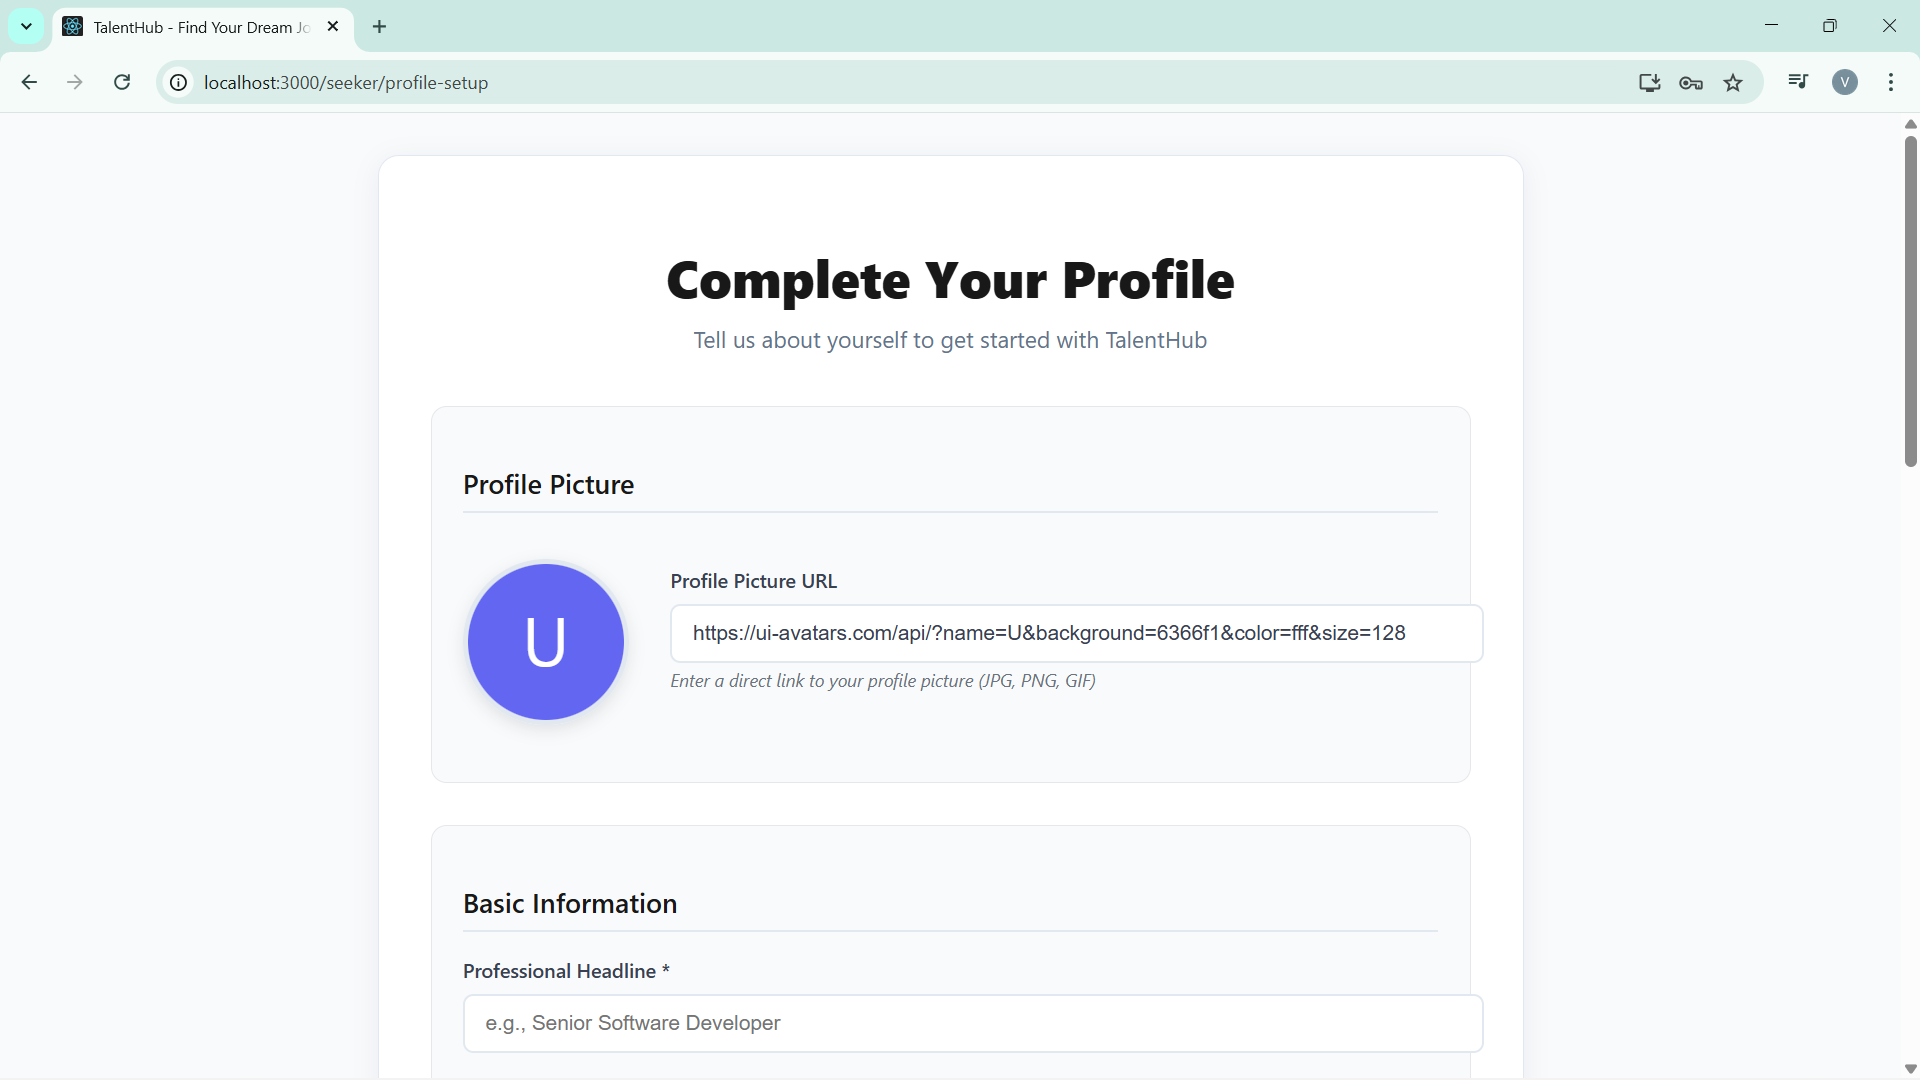 TalentHub - Find Your Dream Jo
localhost:3000/seeker/profile-setup
V
Complete Your Profile
Tell us about yourself to get started with TalentHub
Profile Picture
U
Profile Picture URL
https://ui-avatars.com/api/?name=U&background=6366f1&color=fff&size=128
Enter a direct link to your profile picture (JPG, PNG, GIF)
Basic Information
Professional Headline *
e.g., Senior Software Developer